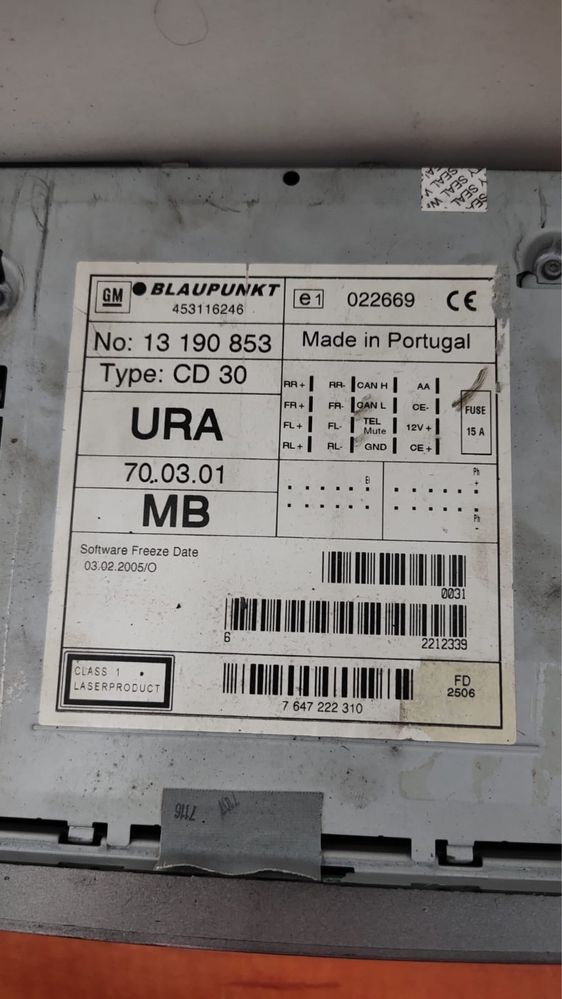 GM
BLAUPUNKT
453116246
e1 022669 CE
No: 13 190 853
Made in Portugal
Type: CD 30
URA
70.03.01
MB
RR+ RR- CAN H AA
FR+ FR- CAN L CE-
FL+ FL- TEL Mute 12V+
RL+ RL- GND CE+
FUSE
15 A
Ph
+
Ph
-
Software Freeze Date
03.02.2005/O
0031
6 2212339
CLASS 1
LASERPRODUCT
7 647 222 310
FD
2506
7116